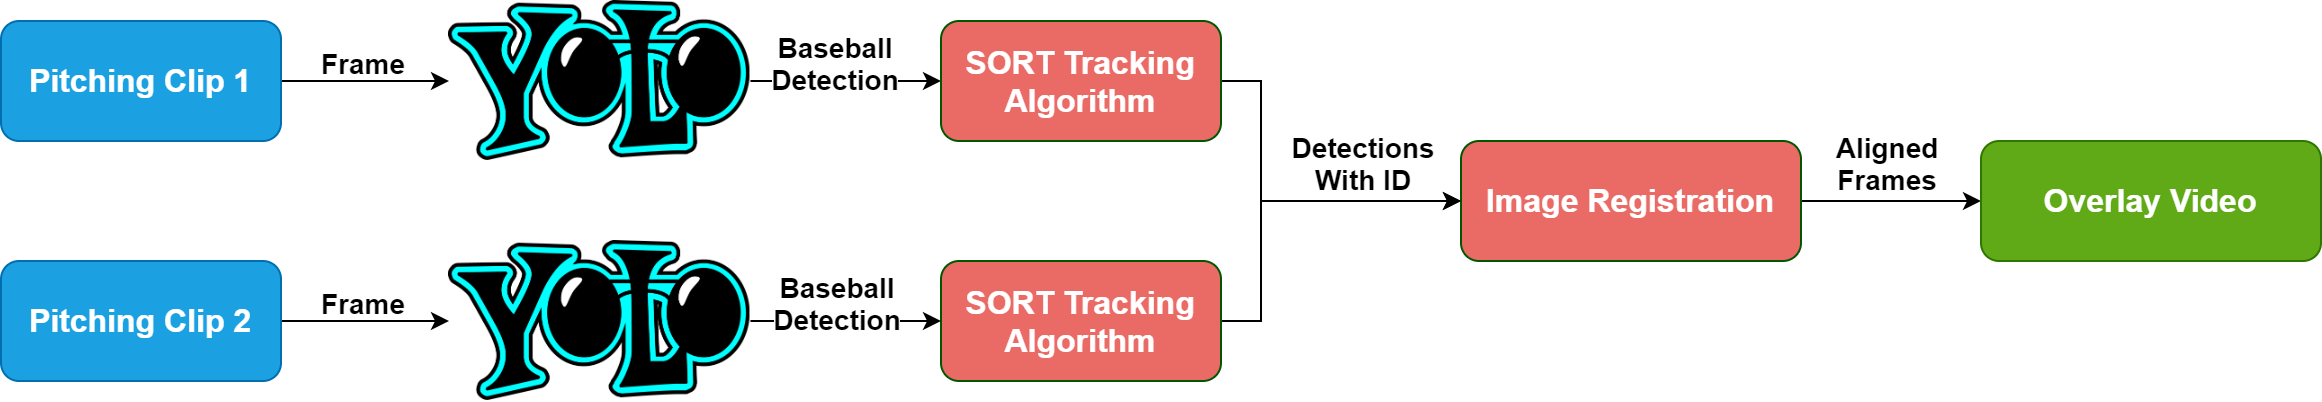 Pitching Clip 1
Frame
YOLO
Baseball
Detection
SORT Tracking
Algorithm
Detections
With ID
Image Registration
Aligned
Frames
Overlay Video
Pitching Clip 2
Frame
YOLO
Baseball
Detection
SORT Tracking
Algorithm